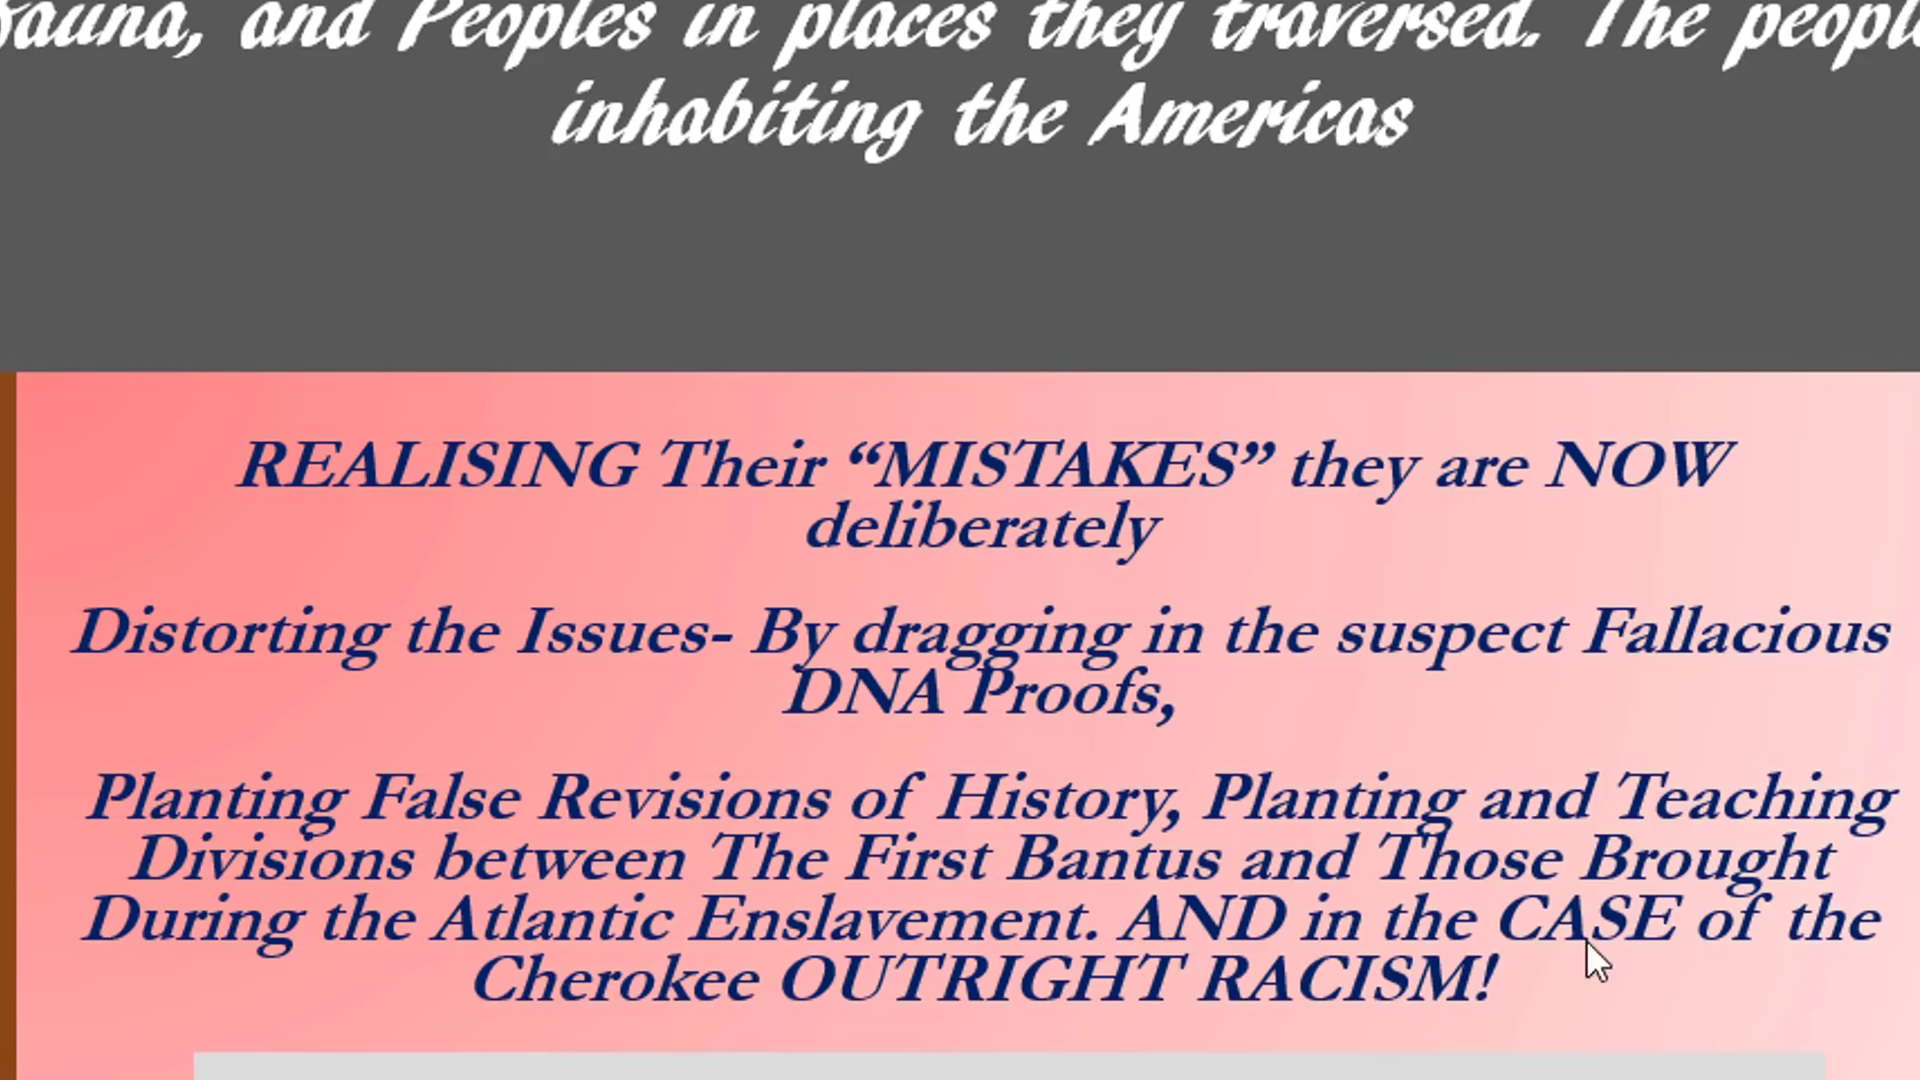 fauna, and Peoples in places they traversed. The people
inhabiting the Americas
REALISING Their “MISTAKES” they are NOW
deliberately
Distorting the Issues- By dragging in the suspect Fallacious
DNA Proofs,
Planting False Revisions of History, Planting and Teaching
Divisions between The First Bantus and Those Brought
During the Atlantic Enslavement. AND in the CASE of the
Cherokee OUTRIGHT RACISM!